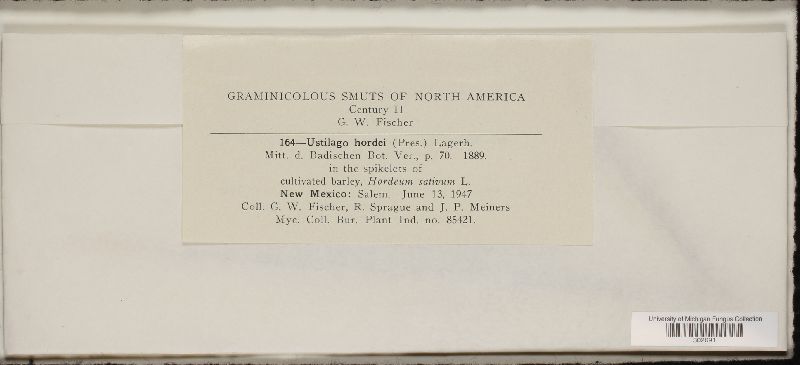 GRAMINICOLOUS SMUTS OF NORTH AMERICA
Century II
G. W. Fischer
164—Ustilago hordei (Pers.) Lagerh.
Mitt. d. Badischen Bot. Ver., p. 70. 1889.
in the spikelets of
cultivated barley, Hordeum sativum L.
New Mexico: Salem. June 13, 1947
Coll. G. W. Fischer, R. Sprague and J. P. Meiners
Myc. Coll. Bur. Plant Ind. no. 85421.
University of Michigan Fungus Collection